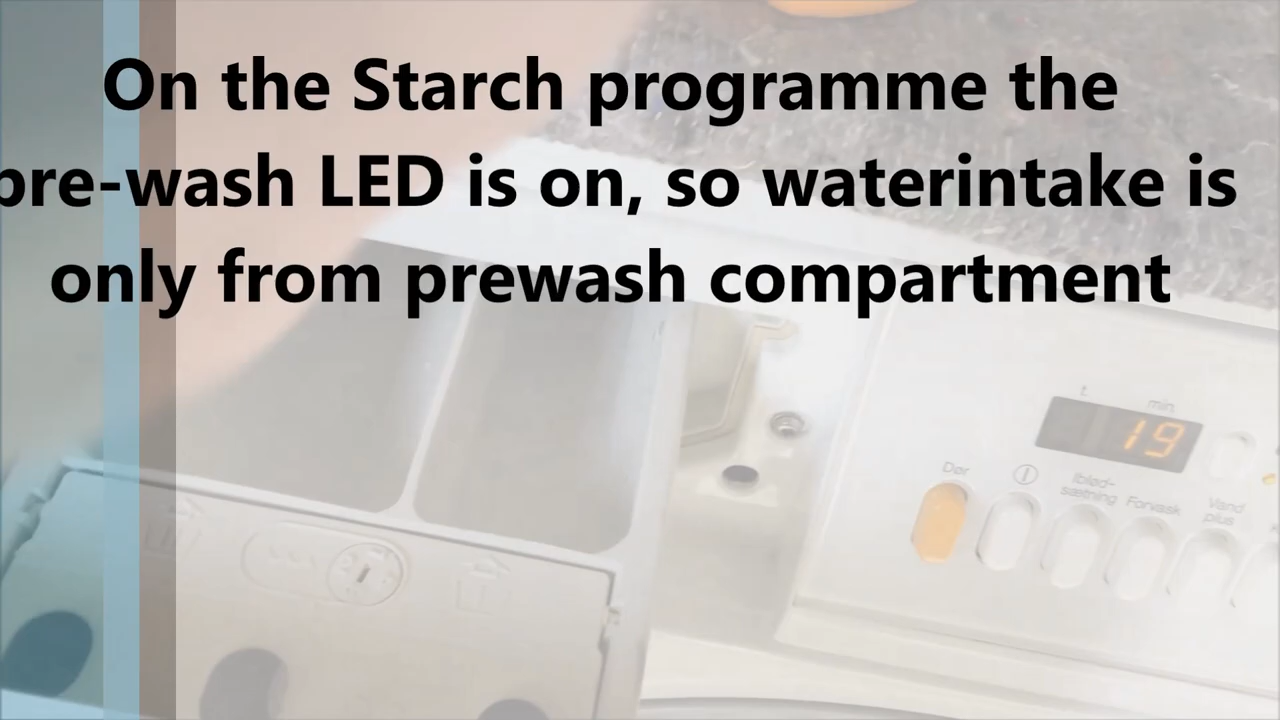 On the Starch programme the
pre-wash LED is on, so waterintake is
only from prewash compartment
t.
min
19
Dør
Iblød-
sætning
Forvask
Vand
plus